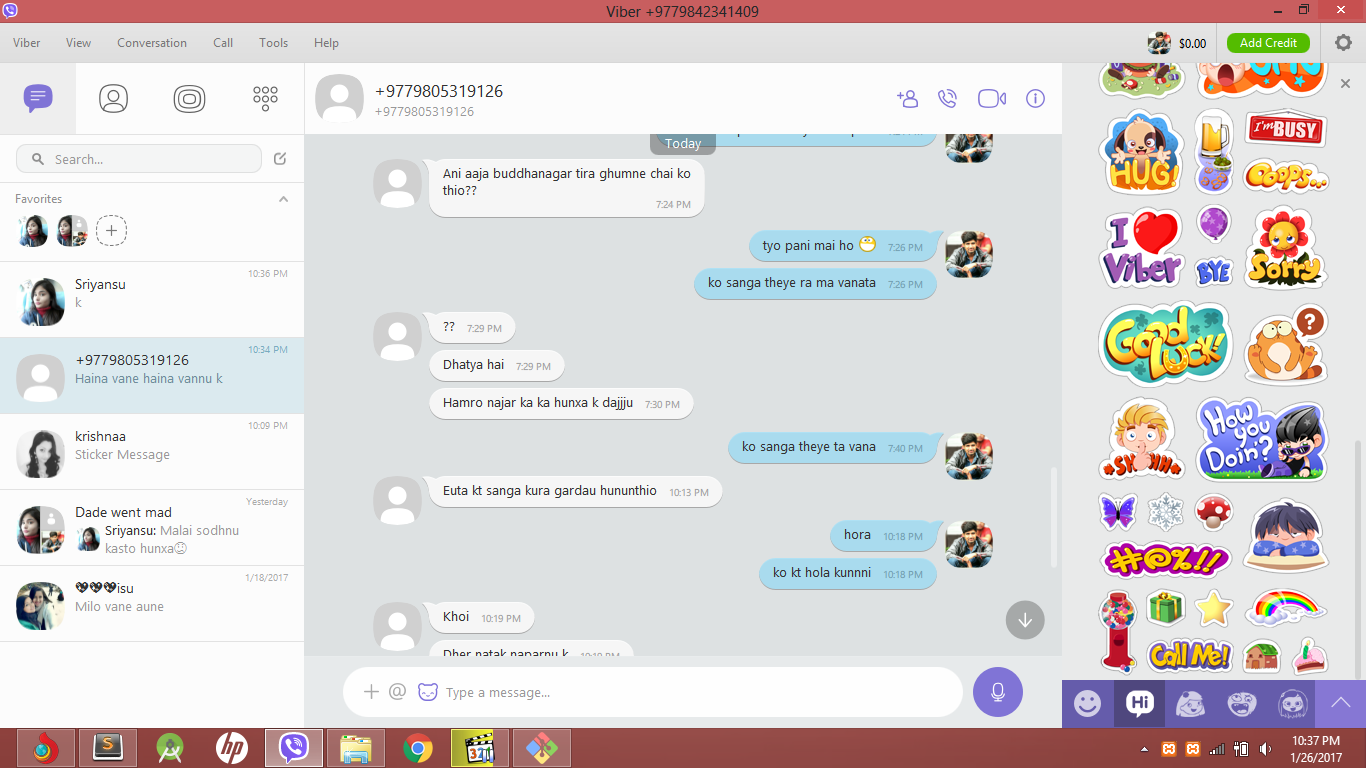 Viber +9779842341409
Viber View Conversation Call Tools Help
$0.00 Add Credit
Search...
Favorites
10:36 PM
Sriyansu
k
10:34 PM
+9779805319126
Haina vane haina vannu k
10:09 PM
krishnaa
Sticker Message
Yesterday
Dade went mad
Sriyansu: Malai sodhnu
kasto hunxa
1/18/2017
isu
Milo vane aune
+9779805319126
+9779805319126
Today
Ani aaja buddhanagar tira ghumne chai ko
thio??
7:24 PM
tyo pani mai ho 7:26 PM
ko sanga theye ra ma vanata 7:26 PM
?? 7:29 PM
Dhatya hai 7:29 PM
Hamro najar ka ka hunxa k dajjju 7:30 PM
ko sanga theye ta vana 7:40 PM
Euta kt sanga kura gardau hununthio 10:13 PM
hora 10:18 PM
ko kt hola kunnni 10:18 PM
Khoi 10:19 PM
Dher natak naparnu k 10:19 PM
Type a message...
HUG!
I'm BUSY
Ooops...
I
Viber
BYE
Sorry
GOOD
LUCK!
?
SHHHH
How
you
Doin'?
#@%!!
Call Me!
Hi
S
hp
321
10:37 PM
1/26/2017